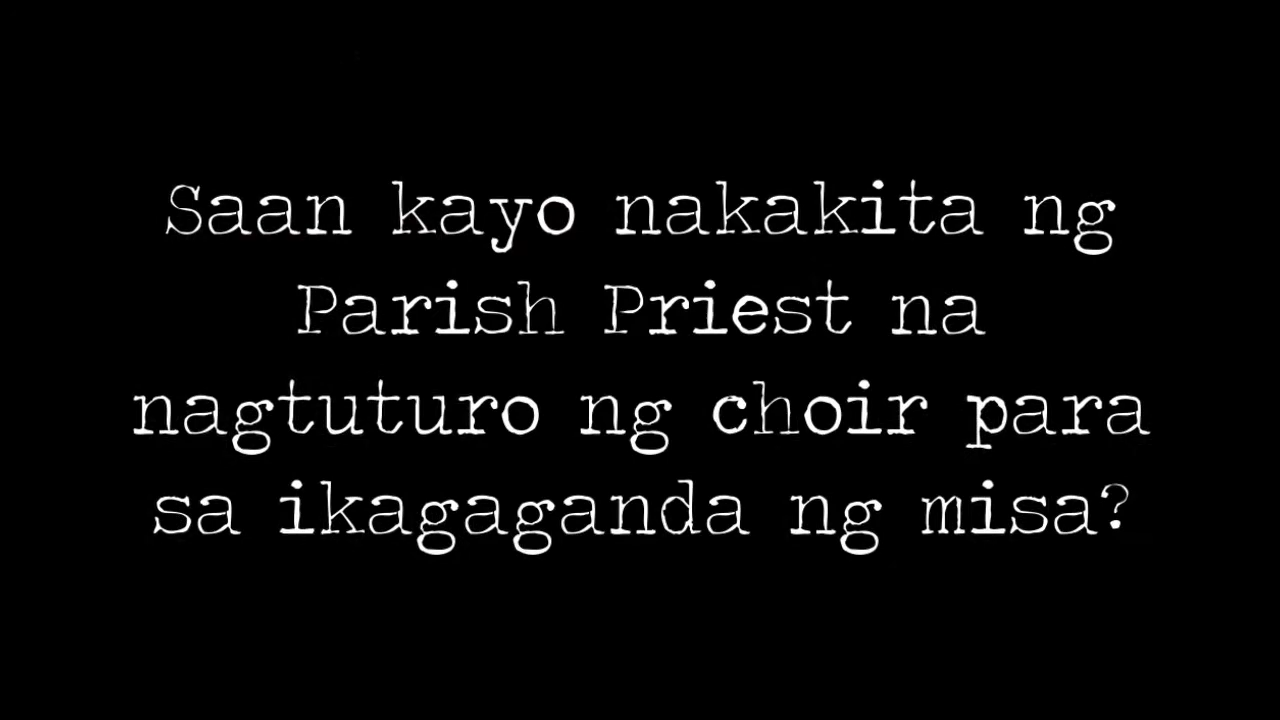 Saan kayo nakakita ng
Parish Priest na
nagtuturo ng choir para
sa ikagaganda ng misa?